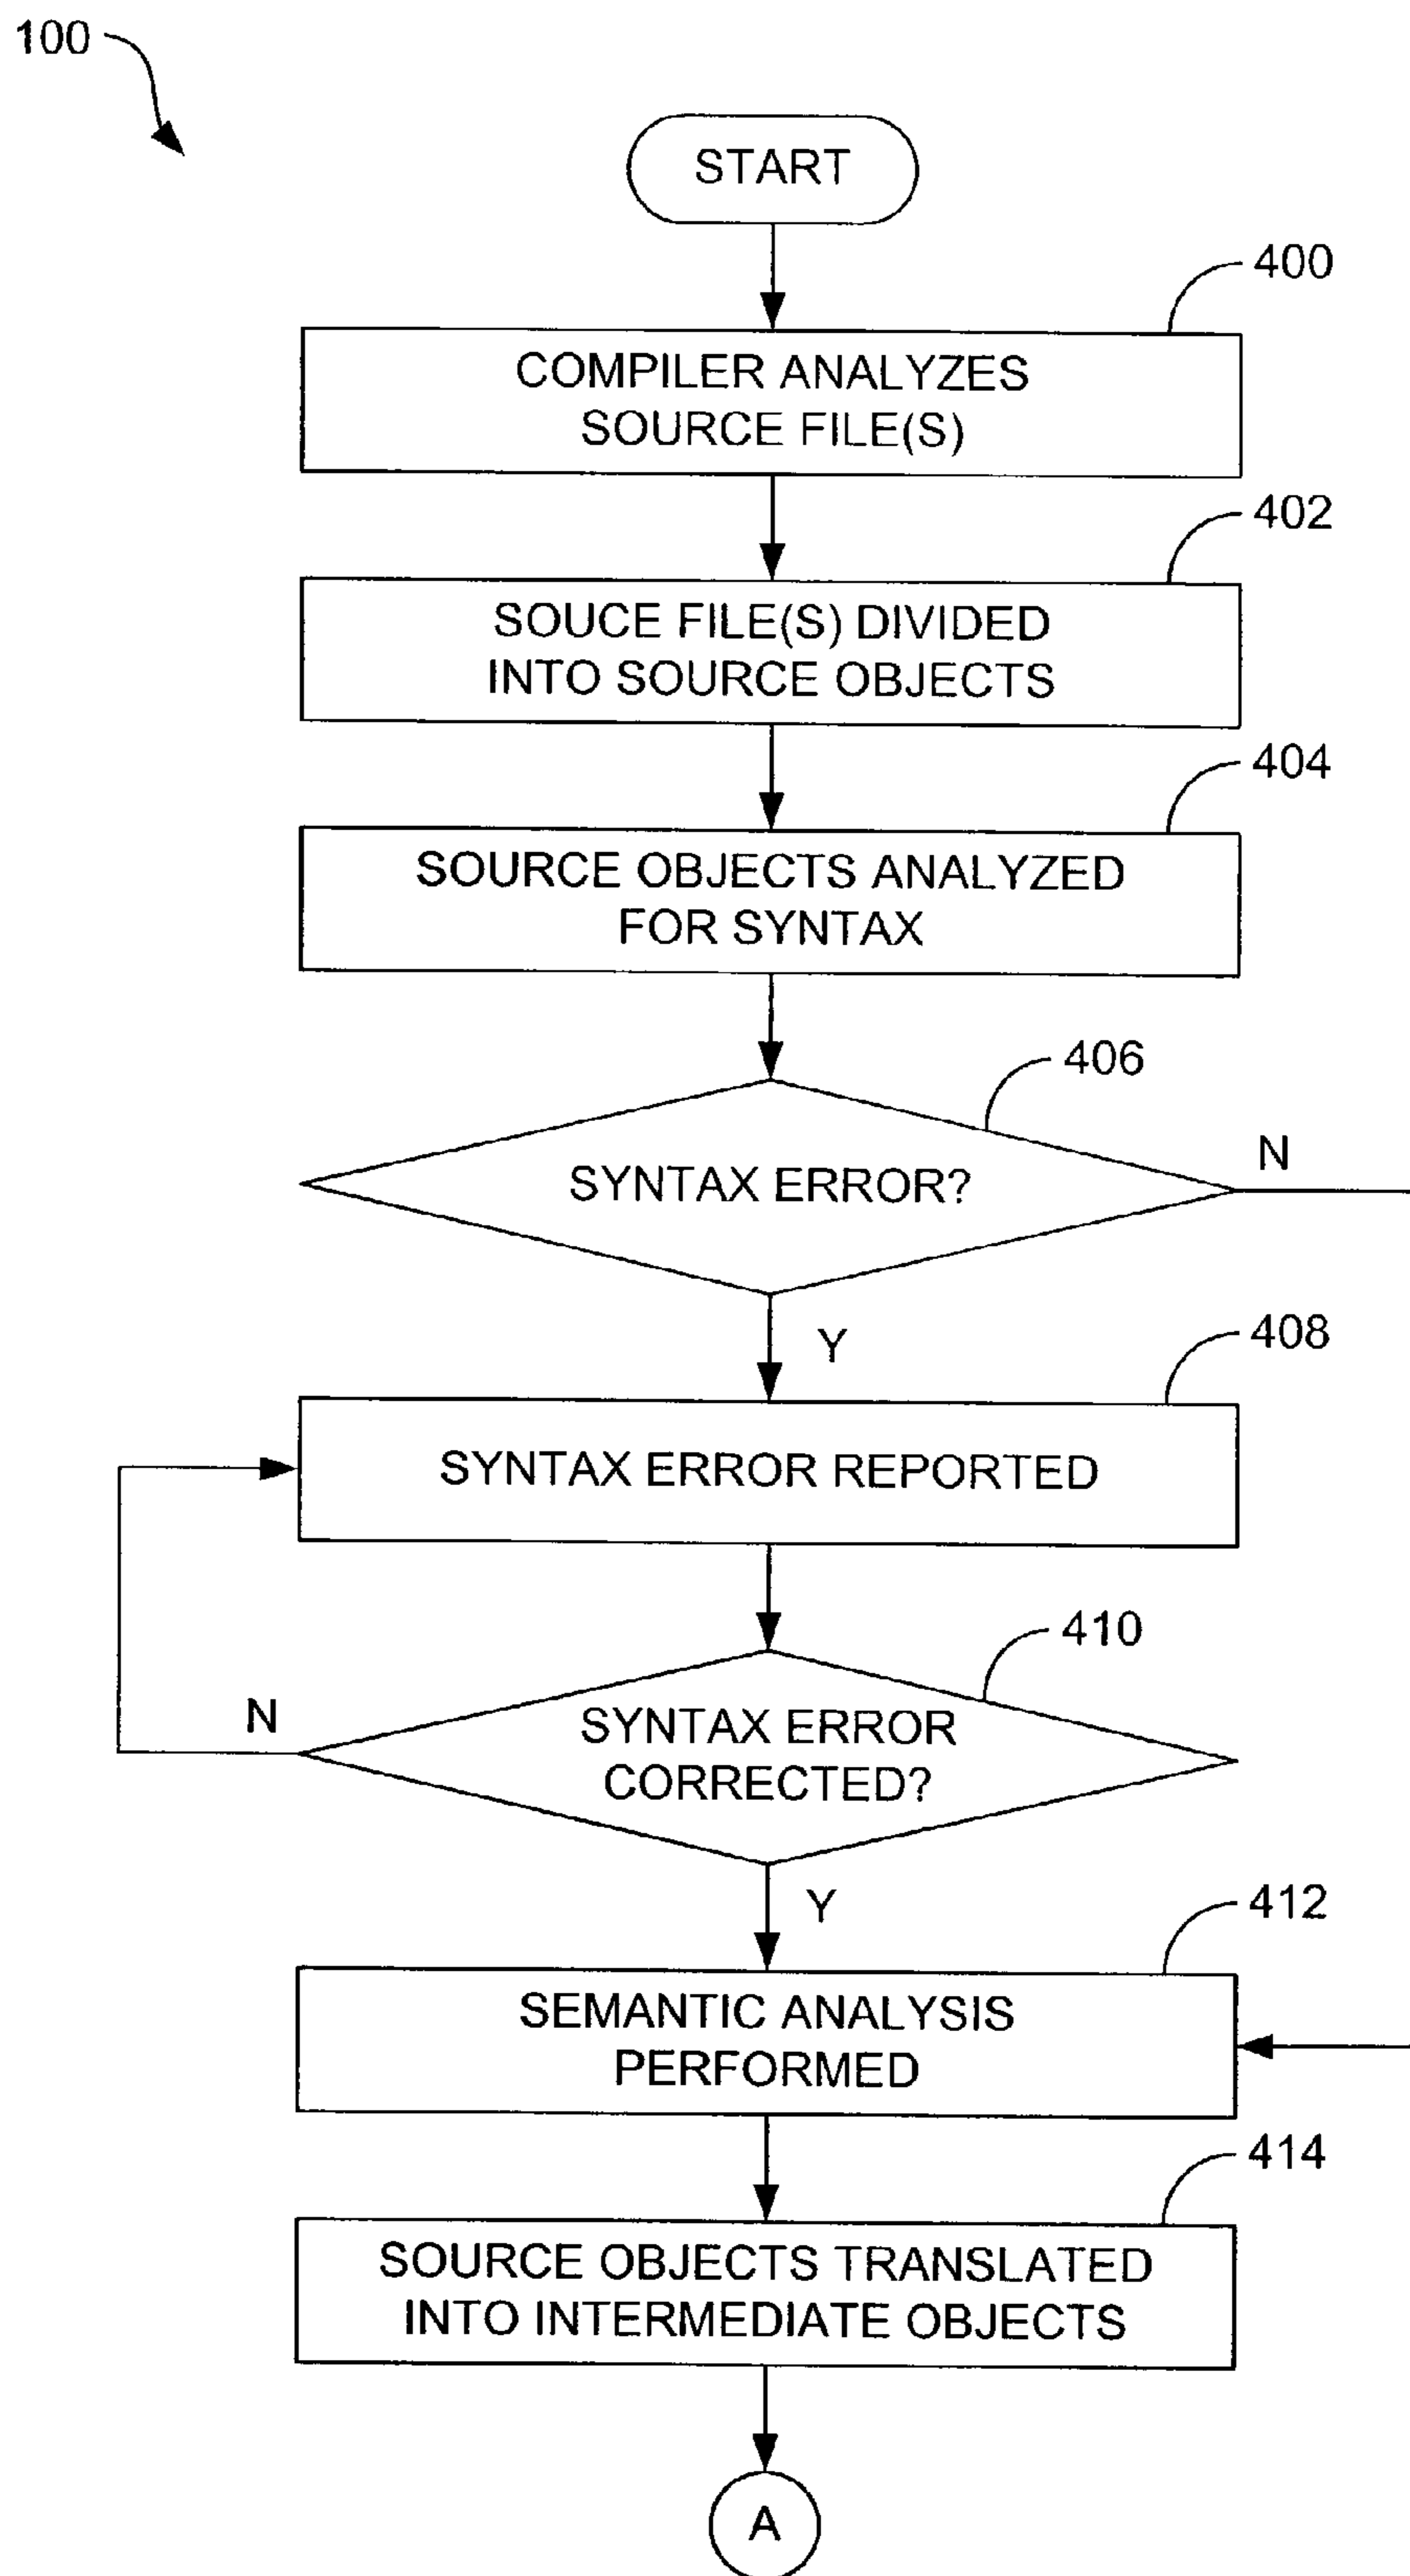 100
START
400
COMPILER ANALYZES
SOURCE FILE(S)
402
SOUCE FILE(S) DIVIDED
INTO SOURCE OBJECTS
404
SOURCE OBJECTS ANALYZED
FOR SYNTAX
406
SYNTAX ERROR?
N
Y
408
SYNTAX ERROR REPORTED
410
SYNTAX ERROR
CORRECTED?
N
Y
412
SEMANTIC ANALYSIS
PERFORMED
414
SOURCE OBJECTS TRANSLATED
INTO INTERMEDIATE OBJECTS
A